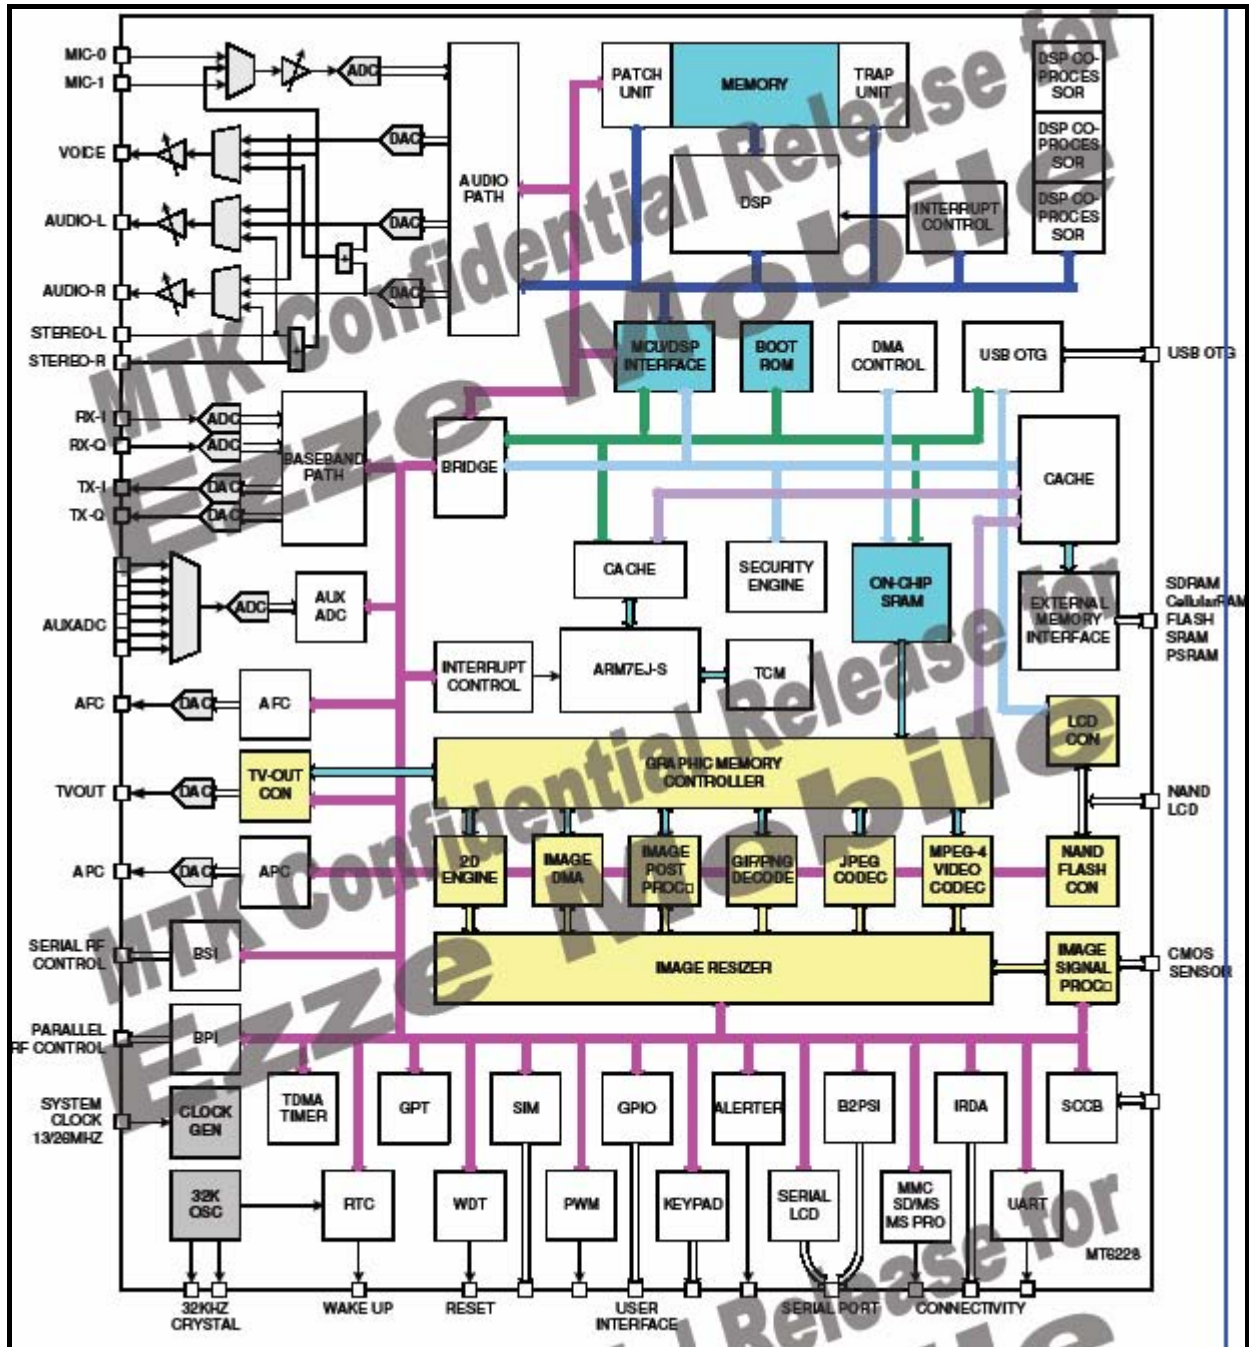 MIC-0
MIC-1
VOICE
AUDIO-L
AUDIO-R
STEREO-L
STEREO-R
RX-I
RX-Q
TX-I
TX-Q
AUXADC
AFC
TVOUT
APC
SERIAL RF
CONTROL
PARALLEL
RF CONTROL
SYSTEM
CLOCK
13/26MHZ
ADC
DAC
DAC
DAC
+
+
AUDIO
PATH
PATCH
UNIT
MEMORY
TRAP
UNIT
DSP
INTERRUPT
CONTROL
DSP CO-
PROCES
SOR
DSP CO-
PROCES
SOR
DSP CO-
PROCES
SOR
MCU/DSP
INTERFACE
BOOT
ROM
DMA
CONTROL
USB OTG
USB OTG
ADC
ADC
DAC
DAC
BASEBAND
PATH
BRIDGE
CACHE
CACHE
SECURITY
ENGINE
ON-CHIP
SRAM
EXTERNAL
MEMORY
INTERFACE
SDRAM
CellularRAM
FLASH
SRAM
PSRAM
ADC
AUX
ADC
INTERRUPT
CONTROL
ARM7EJ-S
TCM
DAC
AFC
LCD
CON
DAC
TV-OUT
CON
GRAPHIC MEMORY
CONTROLLER
NAND
LCD
DAC
APC
2D
ENGINE
IMAGE
DMA
IMAGE
POST
PROC□
GIF/PNG
DECODE
JPEG
CODEC
MPEG-4
VIDEO
CODEC
NAND
FLASH
CON
BSI
IMAGE RESIZER
IMAGE
SIGNAL
PROC□
CMOS
SENSOR
BPI
CLOCK
GEN
TDMA
TIMER
GPT
SIM
GPIO
ALERTER
B2PSI
IRDA
SCCB
32K
OSC
RTC
WDT
PWM
KEYPAD
SERIAL
LCD
MMC
SD/MS
MS PRO
UART
MT6228
32KHZ
CRYSTAL
WAKE UP
RESET
USER
INTERFACE
SERIAL PORT
CONNECTIVITY
MTK Confidential Release for
Ezze Mobile
MTK Confidential Release for
Ezze Mobile
Release for